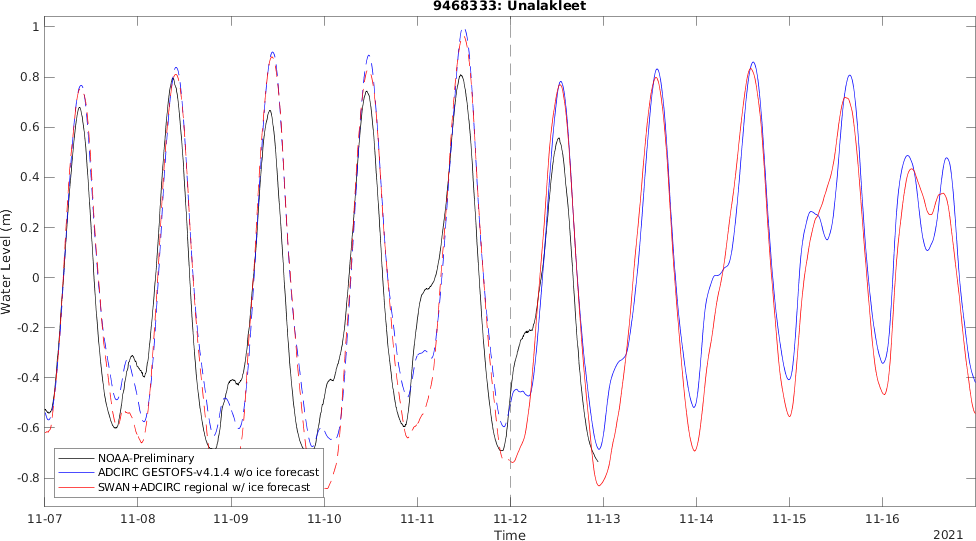 9468333: Unalakleet
1
0.8
0.6
0.4
0.2
0
-0.2
-0.4
-0.6
-0.8
Water Level (m)
NOAA-Preliminary
ADCIRC GESTOFS-v4.1.4 w/o ice forecast
SWAN+ADCIRC regional w/ ice forecast
11-07 11-08 11-09 11-10 11-11 11-12 11-13 11-14 11-15 11-16
Time
2021